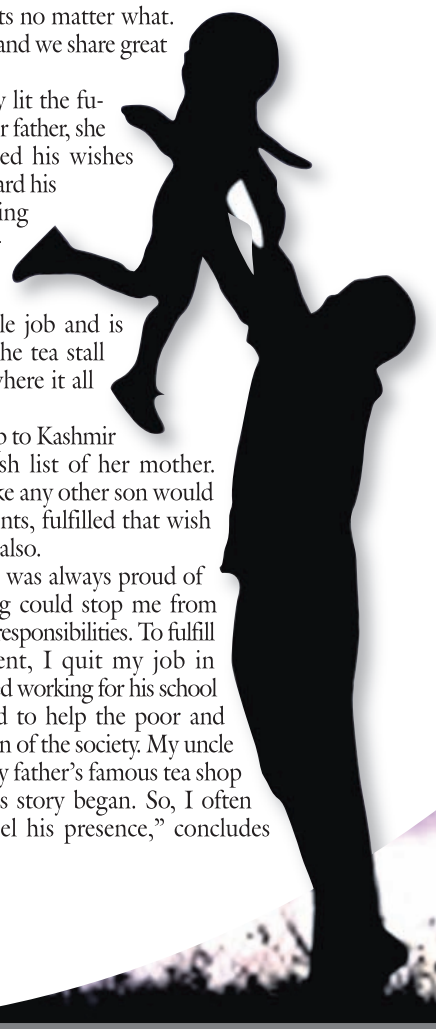 ts no matter what.
and we share great
y lit the fu-
r father, she
ed his wishes
ard his
ing
le job and is
he tea stall
where it all
p to Kashmir
sh list of her mother.
ke any other son would
nts, fulfilled that wish
also.
was always proud of
g could stop me from
responsibilities. To fulfill
ent, I quit my job in
d working for his school
d to help the poor and
n of the society. My uncle
y father’s famous tea shop
s story began. So, I often
el his presence,” concludes